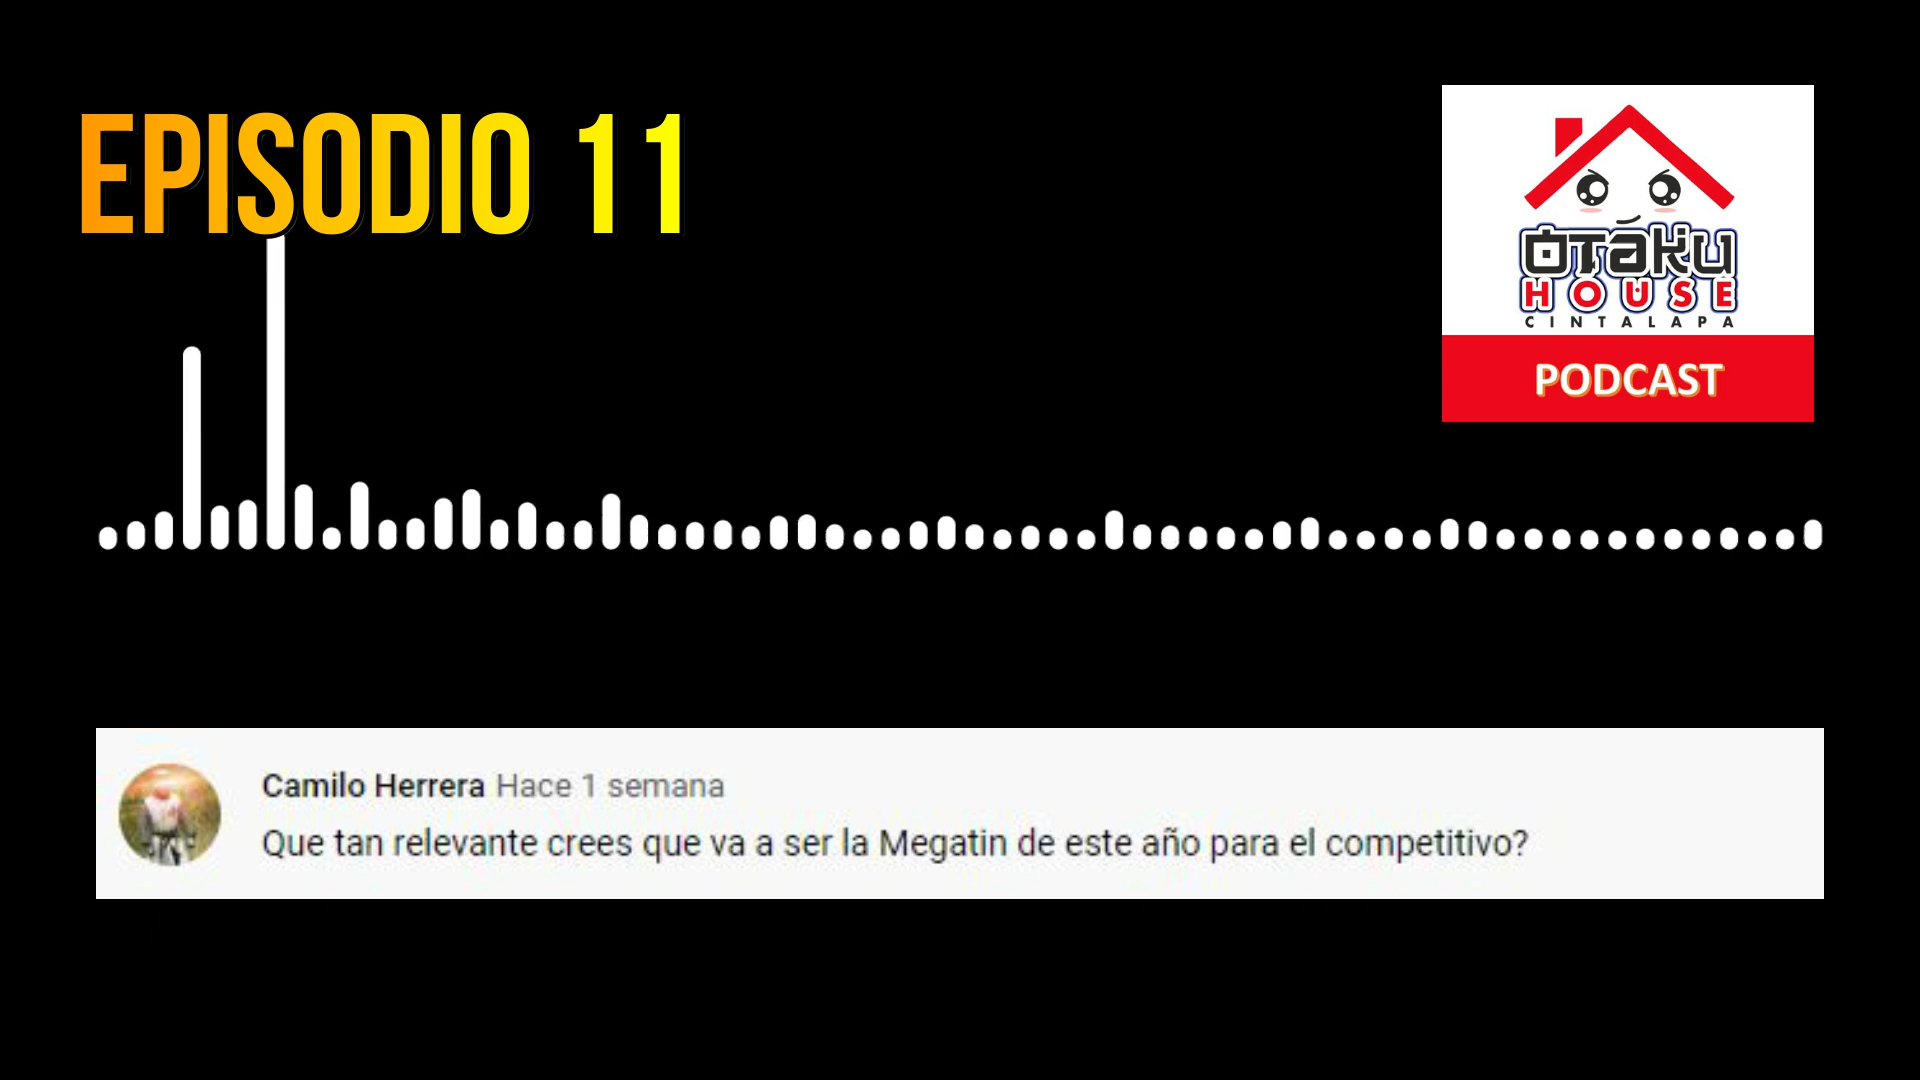 EPISODIO 11
OTAKU
HOUSE
CINTALAPA
PODCAST
Camilo Herrera Hace 1 semana
Que tan relevante crees que va a ser la Megatin de este año para el competitivo?